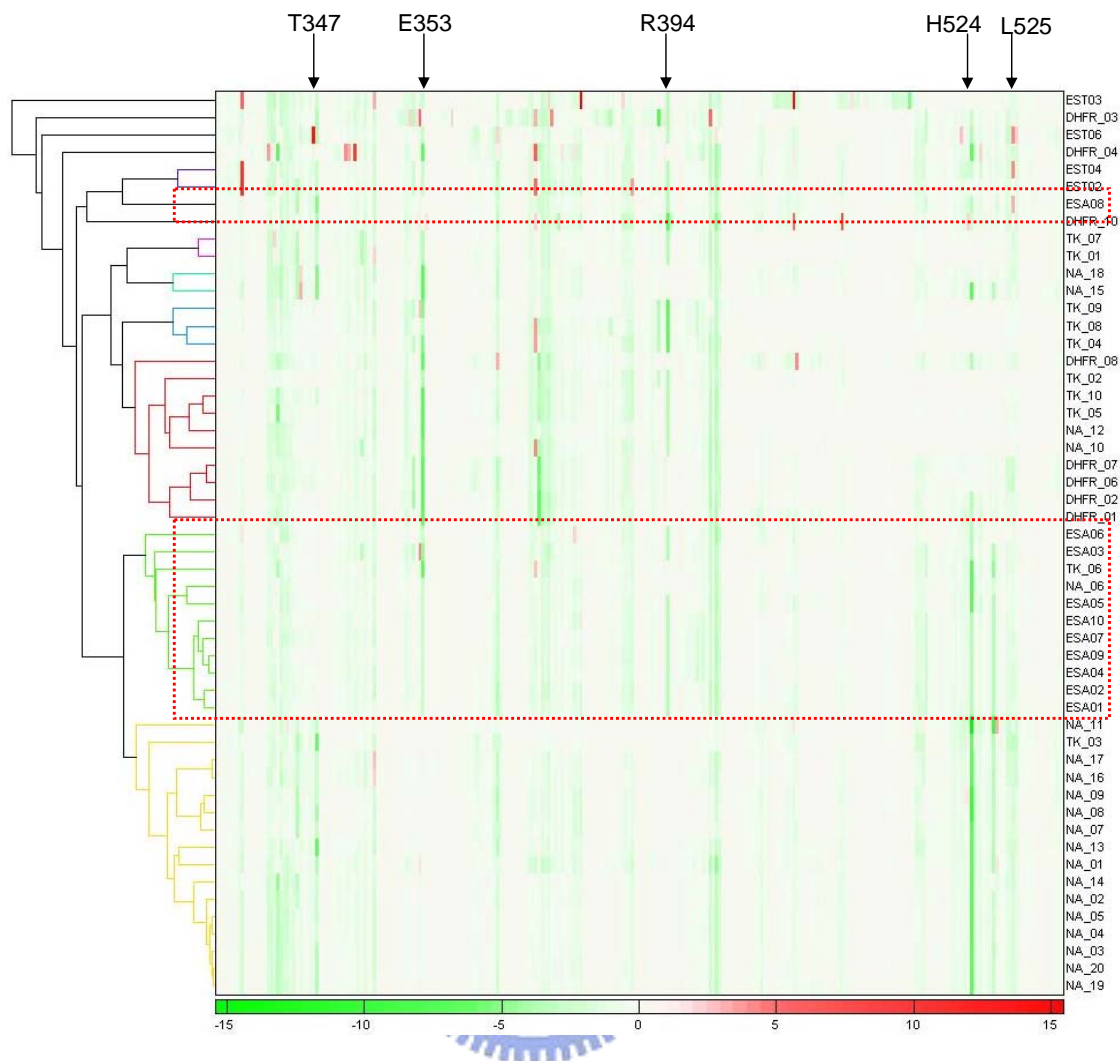 T347 E353 R394 H524 L525
EST03
DHFR_03
EST06
DHFR_04
EST04
EST02
ESA08
DHFR_10
TK_07
TK_01
NA_18
NA_15
TK_09
TK_08
TK_04
DHFR_08
TK_02
TK_10
TK_05
NA_12
NA_10
DHFR_07
DHFR_06
DHFR_02
DHFR_01
ESA06
ESA03
TK_06
NA_06
ESA05
ESA10
ESA07
ESA09
ESA04
ESA02
ESA01
NA_11
TK_03
NA_17
NA_16
NA_09
NA_08
NA_07
NA_13
NA_01
NA_14
NA_02
NA_05
NA_04
NA_03
NA_20
NA_19
-15 -10 -5 0 5 10 15